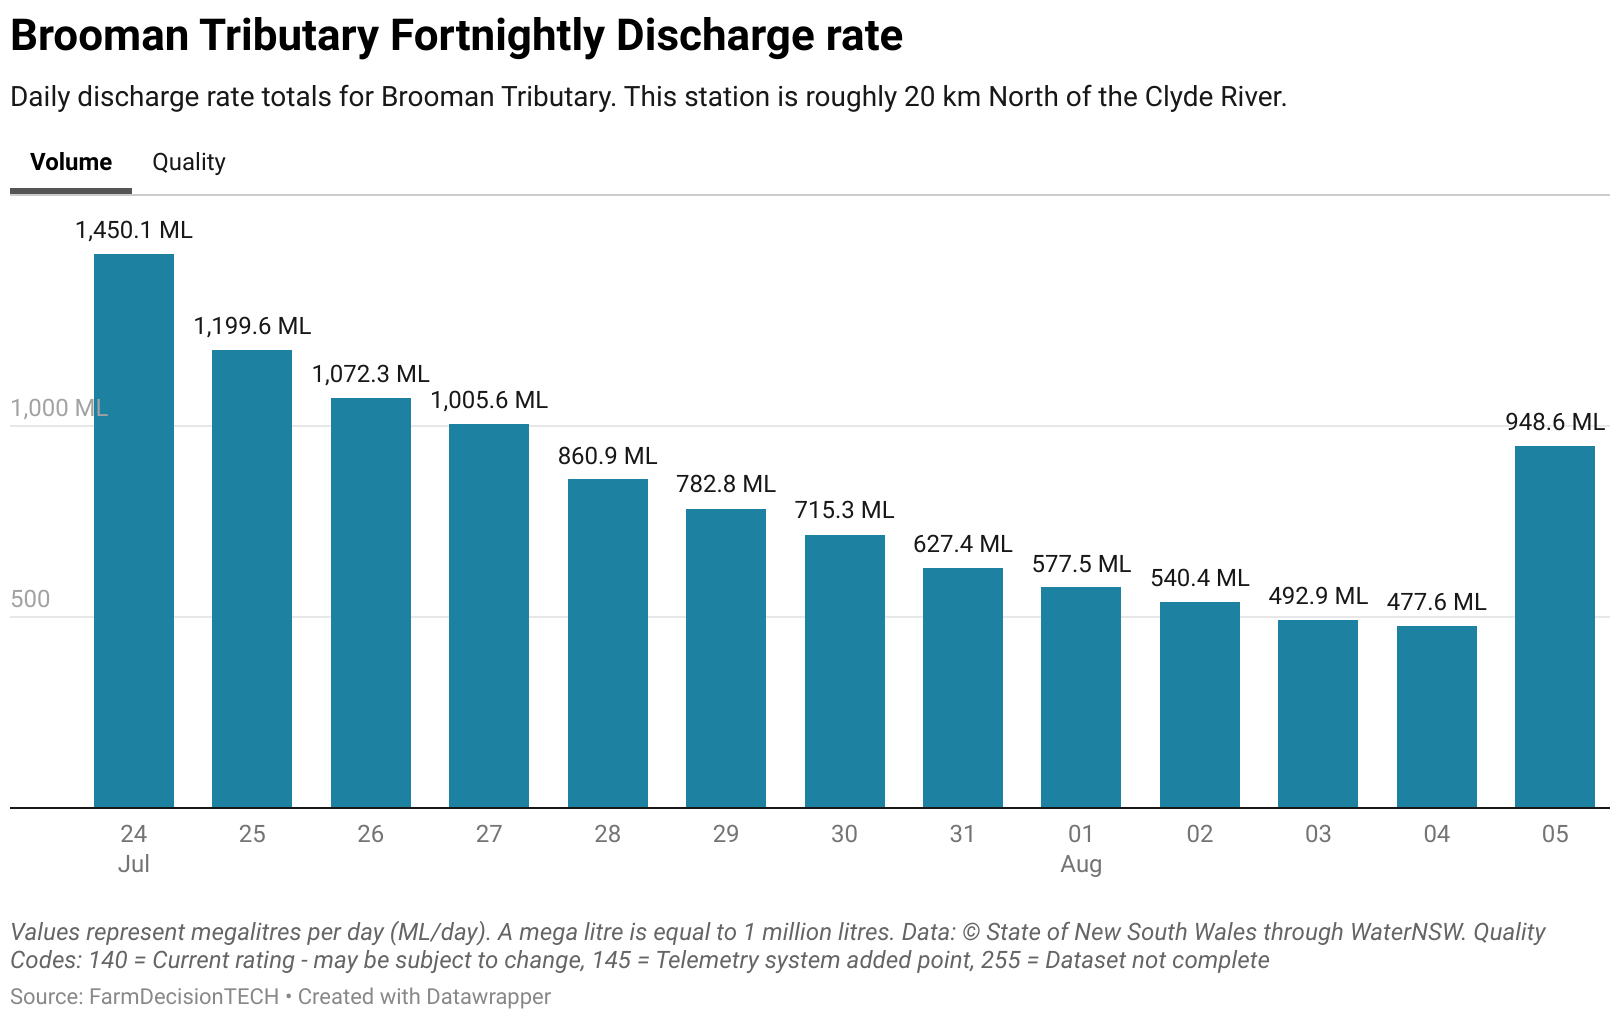 Brooman Tributary Fortnightly Discharge rate
Daily discharge rate totals for Brooman Tributary. This station is roughly 20 km North of the Clyde River.
Volume Quality
1,450.1 ML
1,199.6 ML
1,072.3 ML
1,005.6 ML
1,000 ML
948.6 ML
860.9 ML
782.8 ML
715.3 ML
627.4 ML
577.5 ML
540.4 ML
492.9 ML
477.6 ML
500
24 25 26 27 28 29 30 31 01 02 03 04 05
Jul Aug
Values represent megalitres per day (ML/day). A mega litre is equal to 1 million litres. Data: © State of New South Wales through WaterNSW. Quality
Codes: 140 = Current rating - may be subject to change, 145 = Telemetry system added point, 255 = Dataset not complete
Source: FarmDecisionTECH • Created with Datawrapper